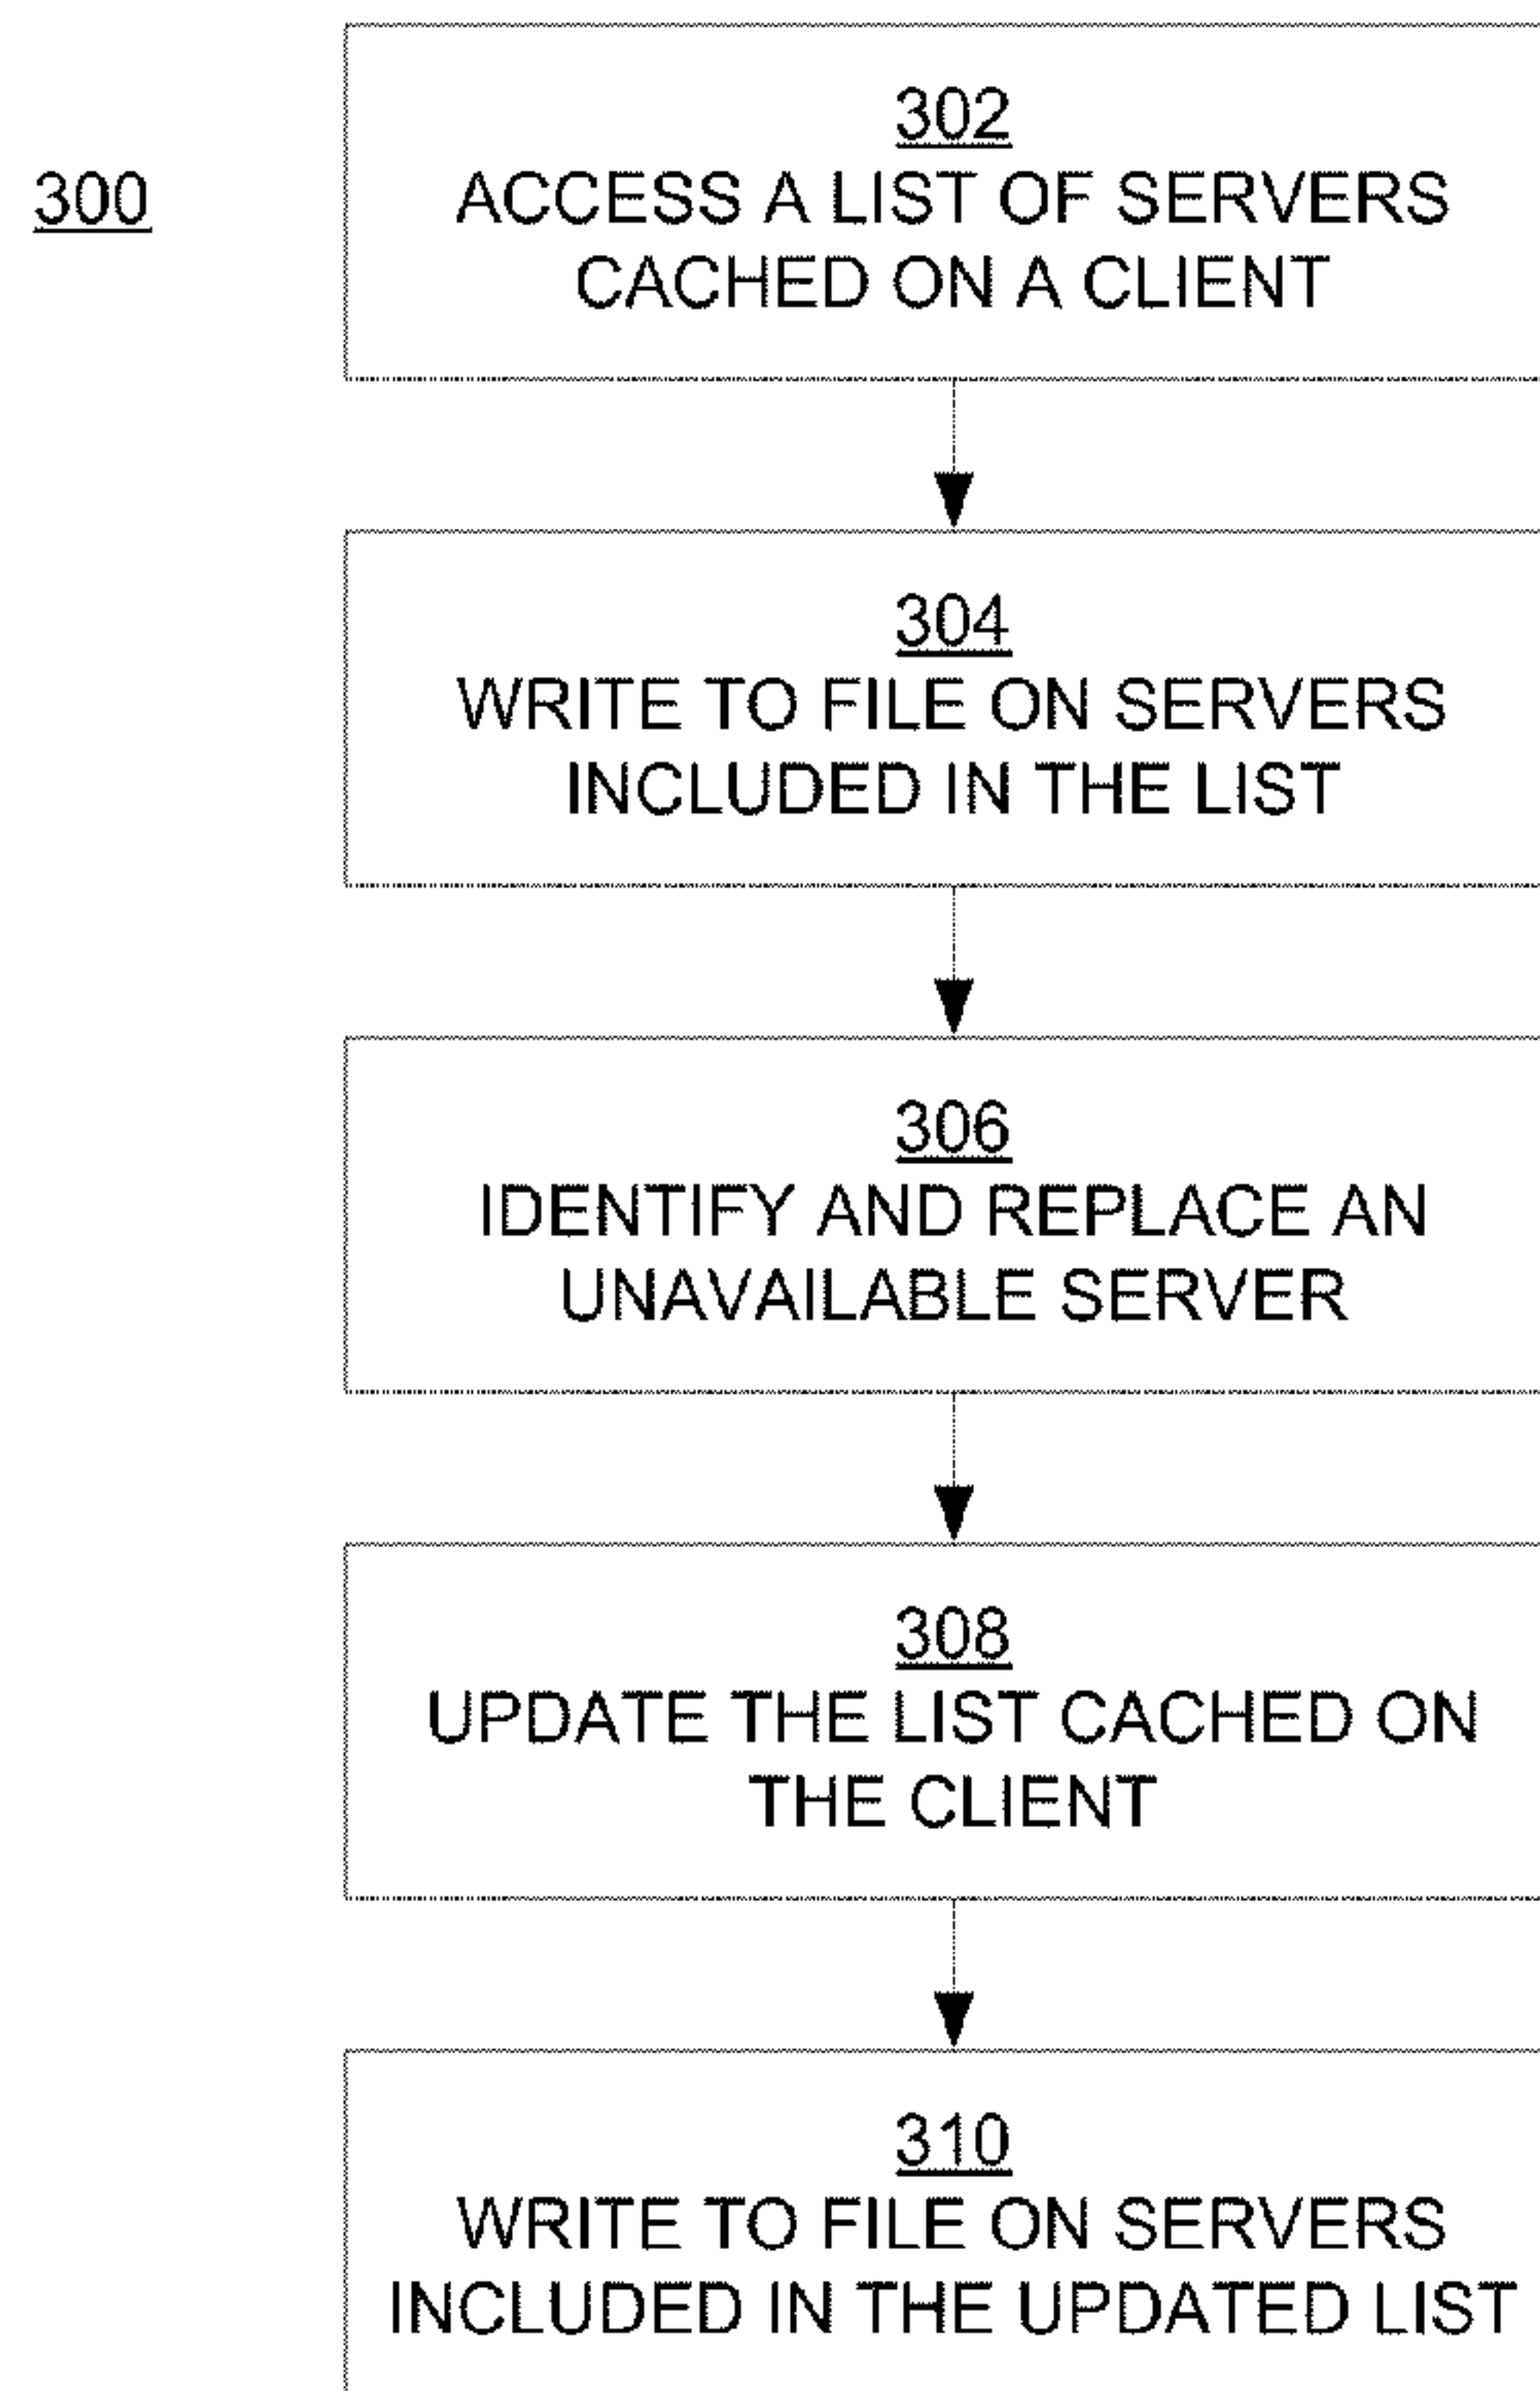 300
302
ACCESS A LIST OF SERVERS
CACHED ON A CLIENT
304
WRITE TO FILE ON SERVERS
INCLUDED IN THE LIST
306
IDENTIFY AND REPLACE AN
UNAVAILABLE SERVER
308
UPDATE THE LIST CACHED ON
THE CLIENT
310
WRITE TO FILE ON SERVERS
INCLUDED IN THE UPDATED LIST